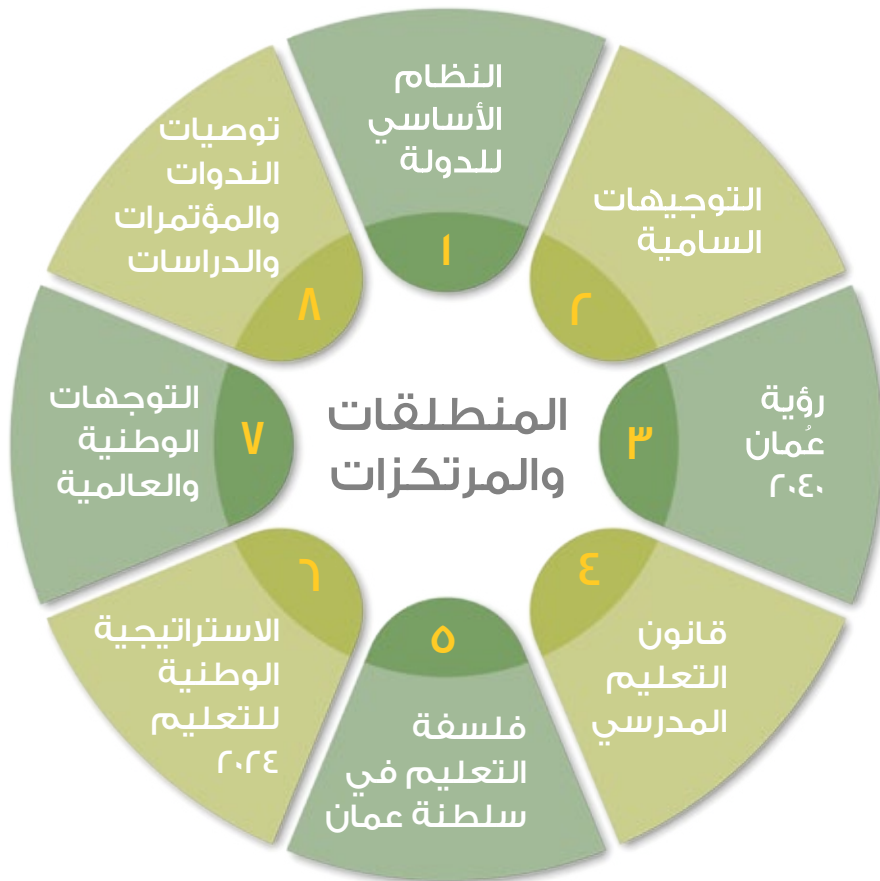 المنطلقات
والمرتكزات
١
النظام
الأساسي
للدولة
٢
التوجيهات
السامية
٣
رؤية
عُمان
٢٠٤٠
٤
قانون
التعليم
المدرسي
٥
فلسفة
التعليم في
سلطنة عمان
٦
الاستراتيجية
الوطنية
للتعليم
٢٠٢٤
٧
التوجهات
الوطنية
والعالمية
٨
توصيات
الندوات
والمؤتمرات
والدراسات